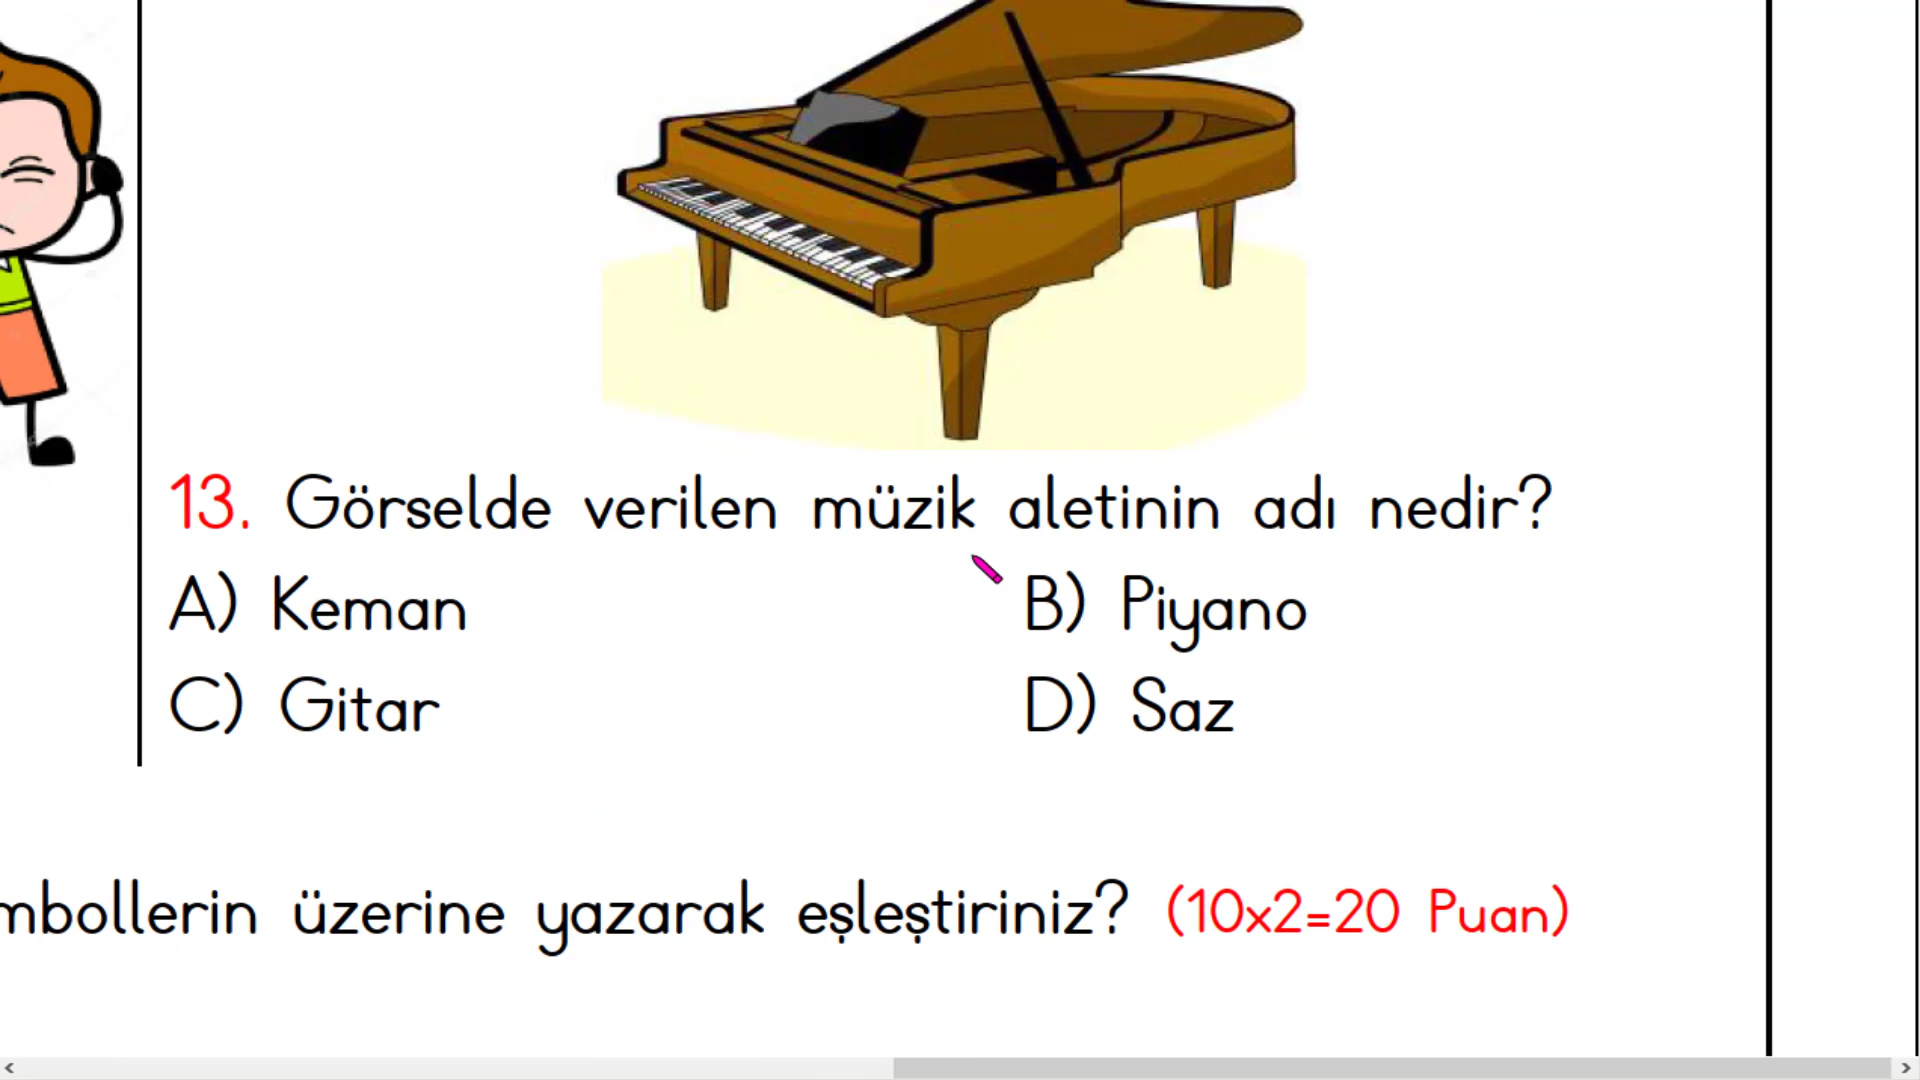 13. Görselde verilen müzik aletinin adı nedir?
A) Keman B) Piyano
C) Gitar D) Saz
mbollerin üzerine yazarak eşleştiriniz? (10x2=20 Puan)